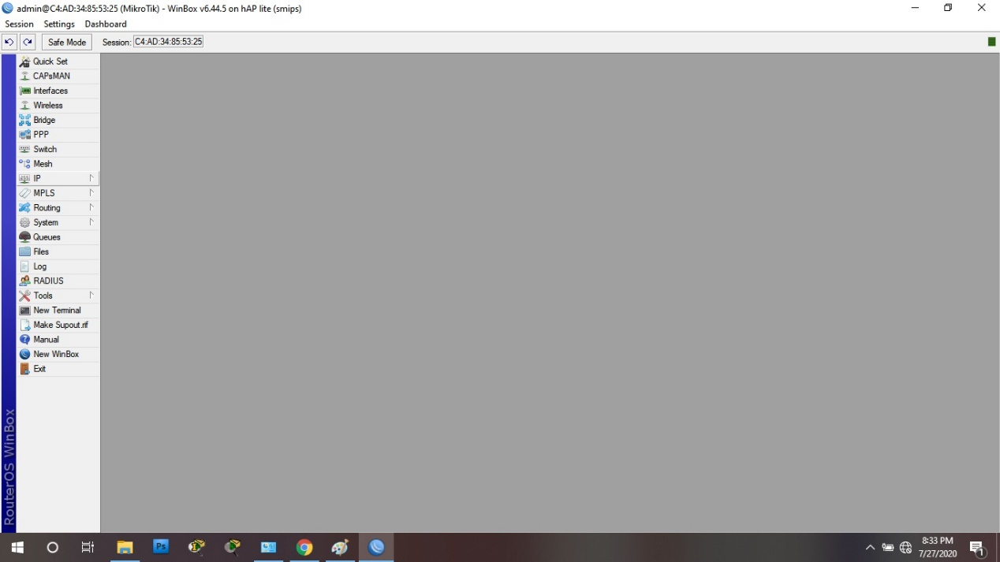 admin@C4:AD:34:85:53:25 (MikroTik) - WinBox v6.44.5 on hAP lite (smips)
Session Settings Dashboard
Safe Mode Session: C4:AD:34:85:53:25
Quick Set
CAPsMAN
Interfaces
Wireless
Bridge
PPP
Switch
Mesh
IP
MPLS
Routing
System
Queues
Files
Log
RADIUS
Tools
New Terminal
Make Supout.rif
Manual
New WinBox
Exit
RouterOS WinBox
Ps
8:33 PM
7/27/2020
1